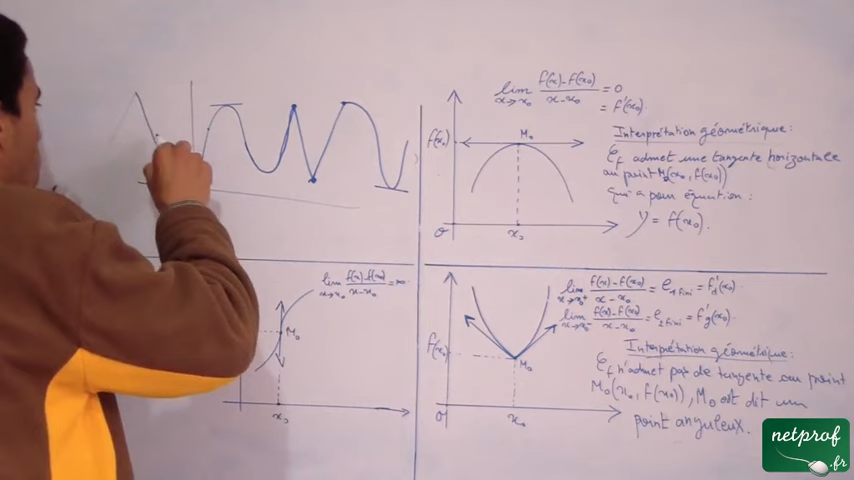 lim f(x)-f(x₀) / x-x₀ = 0
x→x₀
= f'(x₀).
f(x₀)
M₀
O
x₀
Interprétation géométrique :
Cf admet une tangente horizontale
au point M₀(x₀, f(x₀))
qui a pour équation :
y = f(x₀).
lim f(x)-f(x₀) / x-x₀ = ∞
x→x₀
M₀
x₀
lim f(x)-f(x₀) / x-x₀ = l₁ fini = f'd(x₀).
x→x₀⁺
lim f(x)-f(x₀) / x-x₀ = l₂ fini = f'g(x₀).
x→x₀⁻
f(x₀)
M₀
O
x₀
Interprétation géométrique :
Cf n'admet pas de tangente au point
M₀(x₀, f(x₀)), M₀ est dit un
point anguleux.
netprof
.fr